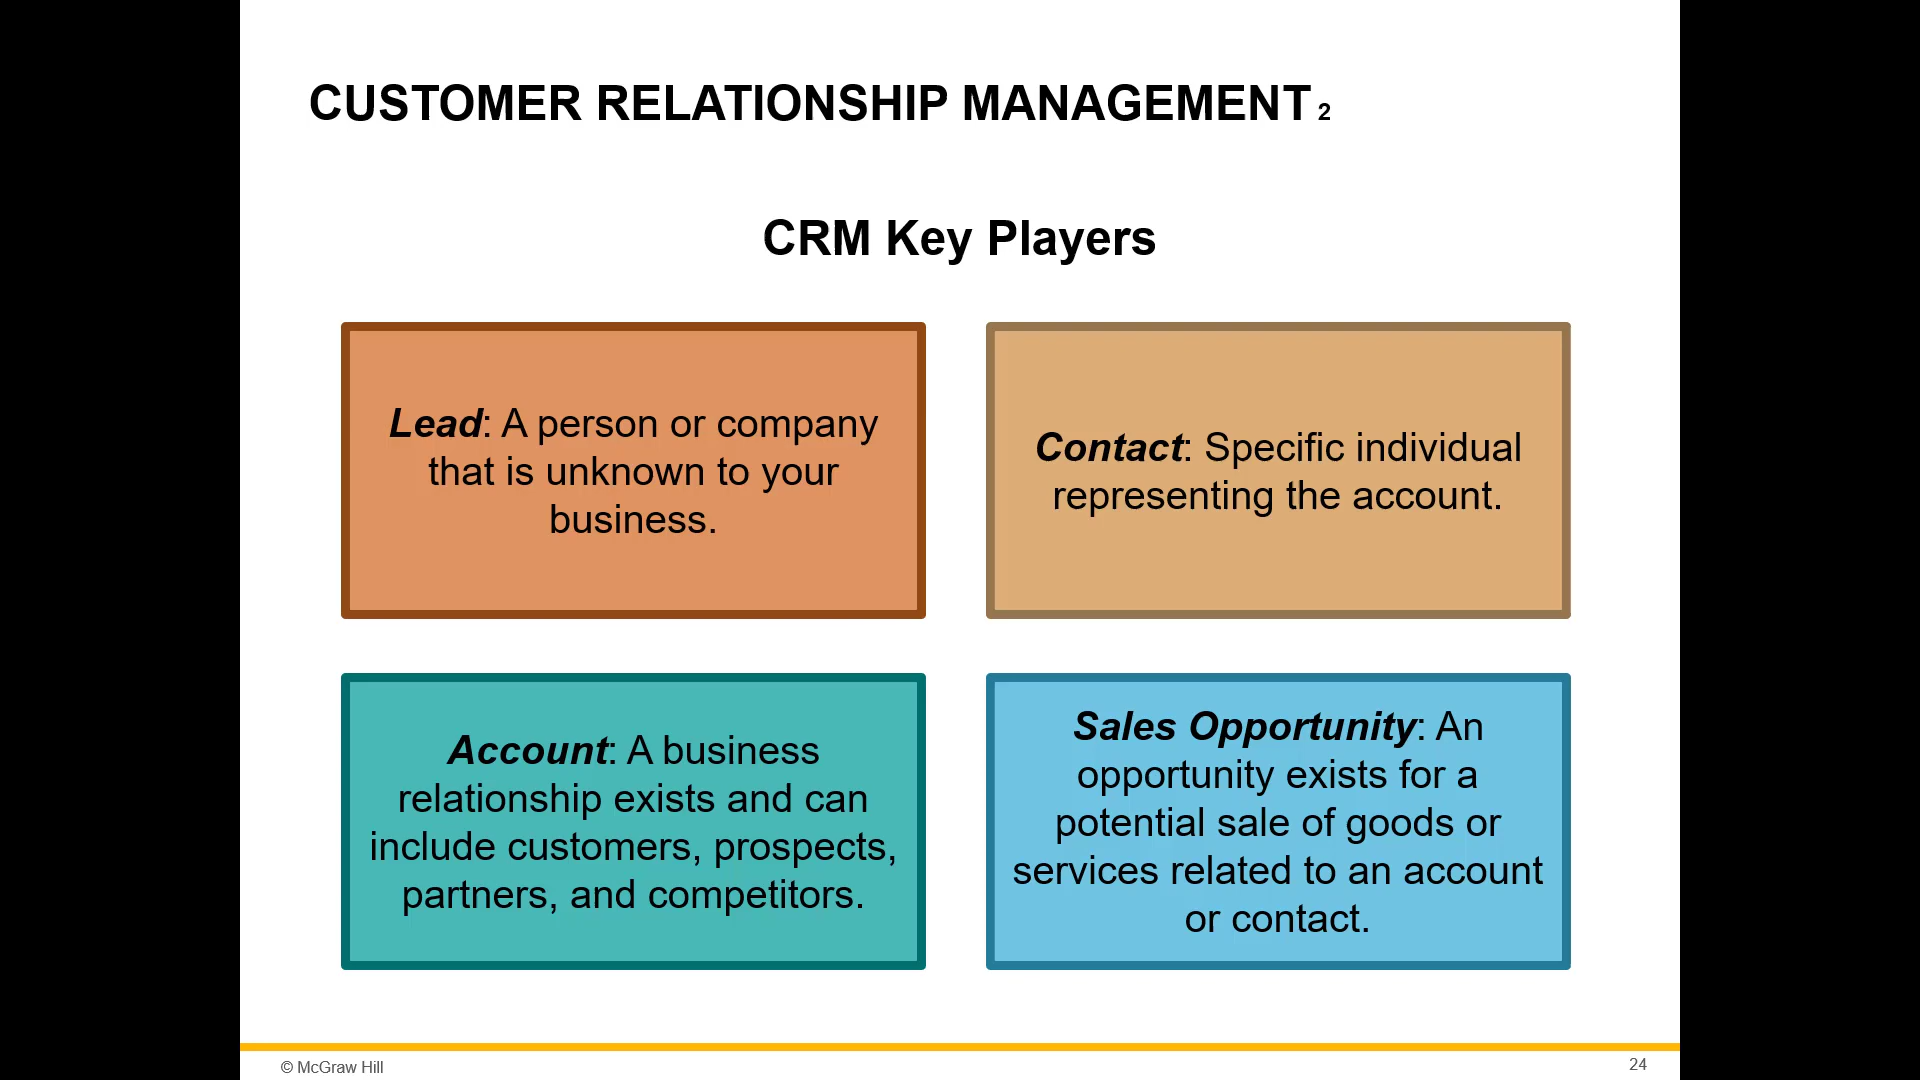 CUSTOMER RELATIONSHIP MANAGEMENT 2
CRM Key Players
Lead: A person or company
that is unknown to your
business.
Contact: Specific individual
representing the account.
Account: A business
relationship exists and can
include customers, prospects,
partners, and competitors.
Sales Opportunity: An
opportunity exists for a
potential sale of goods or
services related to an account
or contact.
© McGraw Hill
24